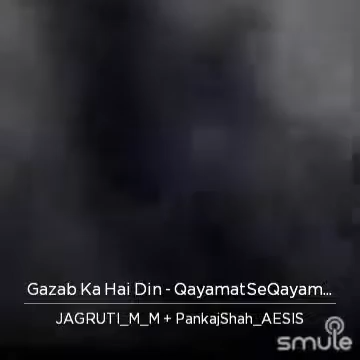 Gazab Ka Hai Din - QayamatSeQayam...
JAGRUTI_M_M + PankajShah_AESIS
smule